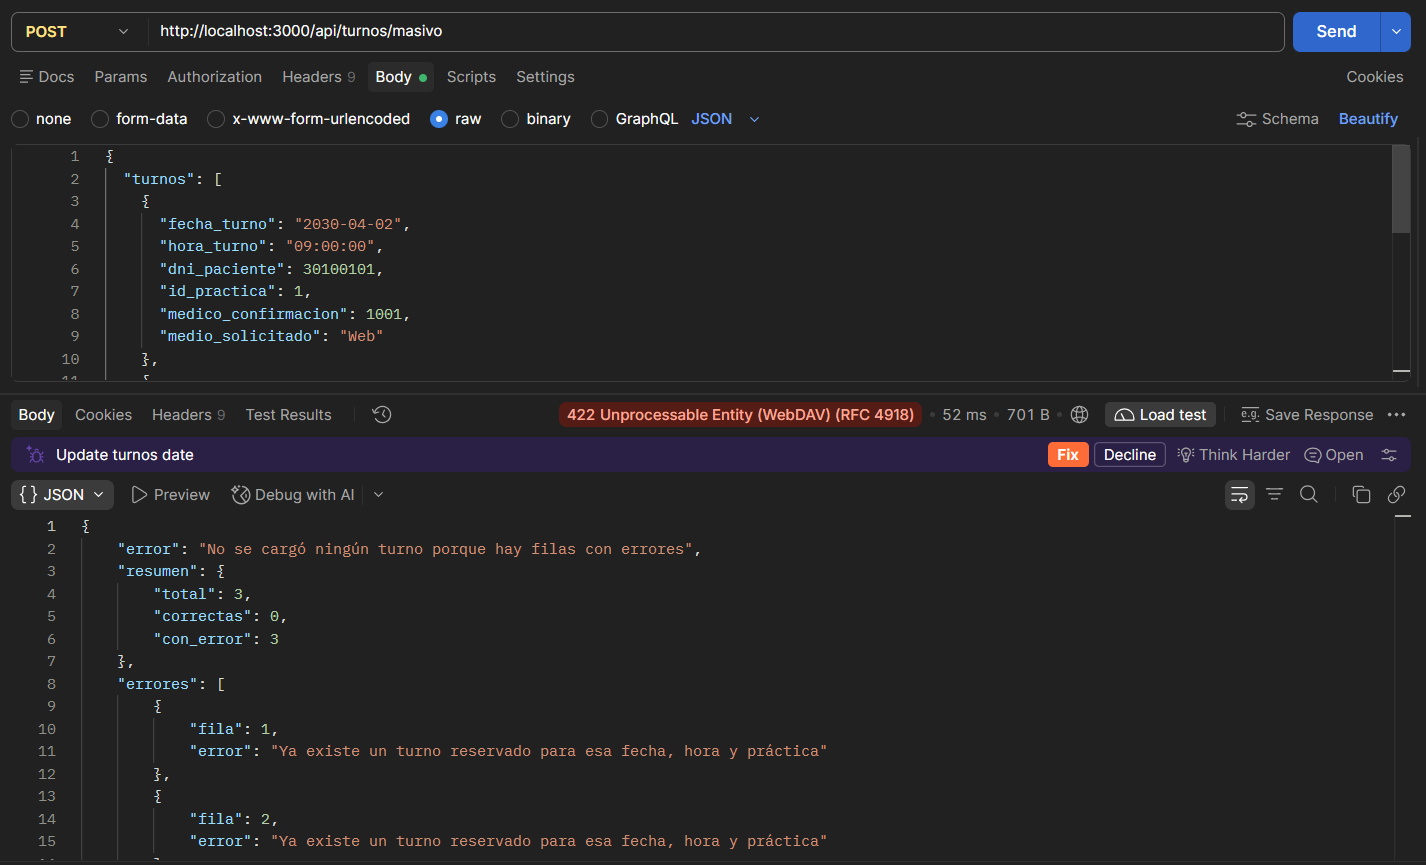 POST http://localhost:3000/api/turnos/masivo Send
Docs Params Authorization Headers 9 Body Scripts Settings Cookies
none form-data x-www-form-urlencoded raw binary GraphQL JSON Schema Beautify
1 {
2 "turnos": [
3 {
4 "fecha_turno": "2030-04-02",
5 "hora_turno": "09:00:00",
6 "dni_paciente": 30100101,
7 "id_practica": 1,
8 "medico_confirmacion": 1001,
9 "medio_solicitado": "Web"
10 },
11 {
Body Cookies Headers 9 Test Results 422 Unprocessable Entity (WebDAV) (RFC 4918) • 52 ms • 701 B • Load test e.g. Save Response
Update turnos date Fix Decline Think Harder Open
{ } JSON Preview Debug with AI
1 {
2 "error": "No se cargó ningún turno porque hay filas con errores",
3 "resumen": {
4 "total": 3,
5 "correctas": 0,
6 "con_error": 3
7 },
8 "errores": [
9 {
10 "fila": 1,
11 "error": "Ya existe un turno reservado para esa fecha, hora y práctica"
12 },
13 {
14 "fila": 2,
15 "error": "Ya existe un turno reservado para esa fecha, hora y práctica"